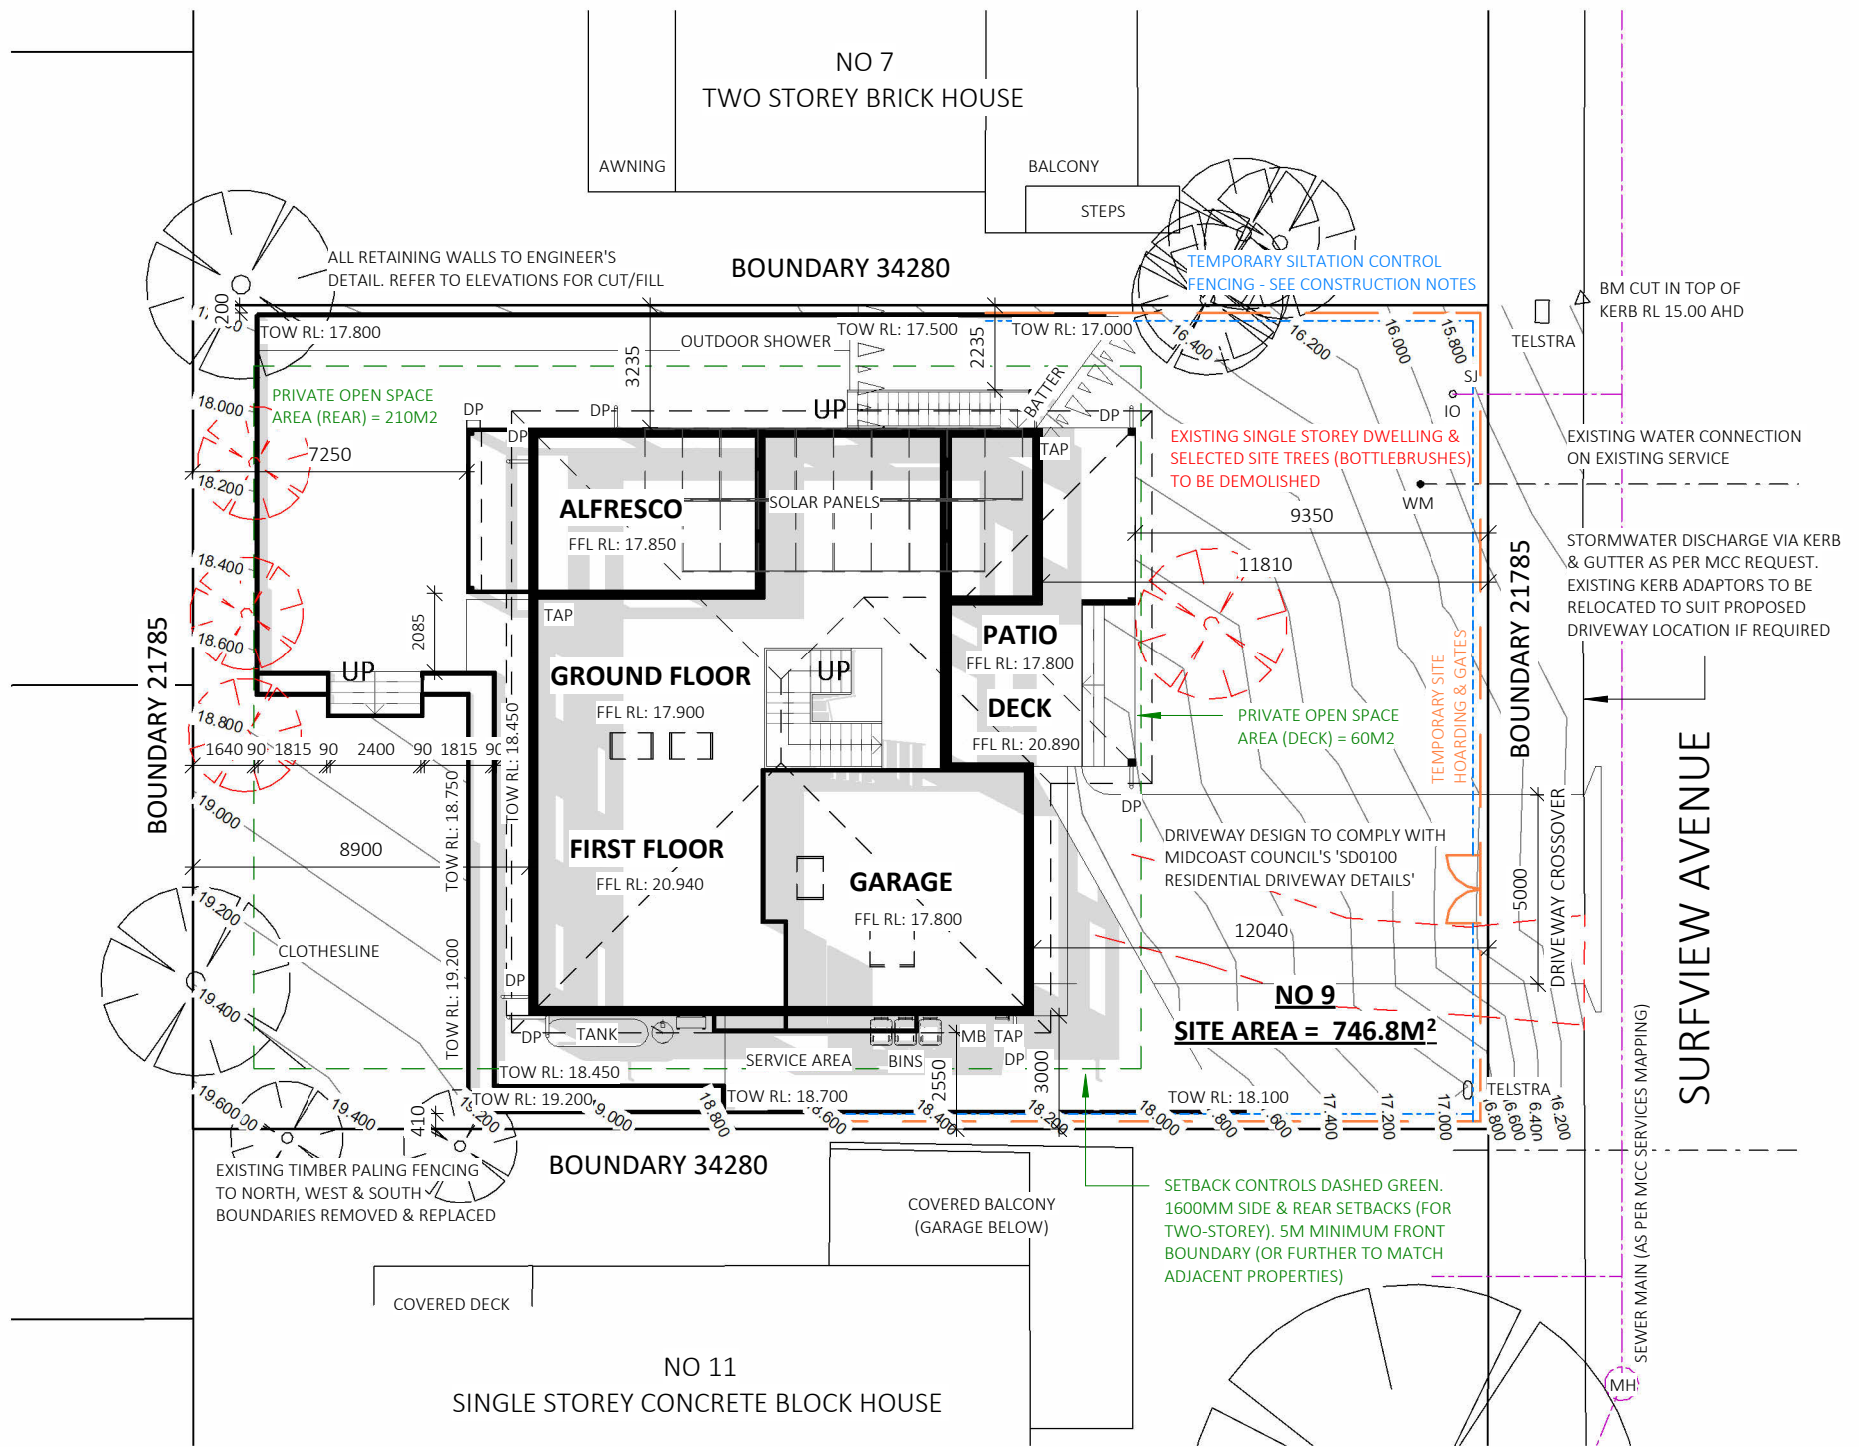 NO 7
TWO STOREY BRICK HOUSE
AWNING
BALCONY
STEPS
ALL RETAINING WALLS TO ENGINEER'S
DETAIL. REFER TO ELEVATIONS FOR CUT/FILL
BOUNDARY 34280
TEMPORARY SILTATION CONTROL
FENCING - SEE CONSTRUCTION NOTES
BM CUT IN TOP OF
KERB RL 15.00 AHD
TELSTRA
200
TOW RL: 17.800
OUTDOOR SHOWER
TOW RL: 17.500
TOW RL: 17.000
3235
2235
16.400
16.200
16.000
15.800
SJ
IO
BATTER
PRIVATE OPEN SPACE
AREA (REAR) = 210M2
18.000
DP
DP
DP
UP
DP
TAP
7250
18.200
EXISTING SINGLE STOREY DWELLING &
SELECTED SITE TREES (BOTTLEBRUSHES)
TO BE DEMOLISHED
EXISTING WATER CONNECTION
ON EXISTING SERVICE
WM
9350
ALFRESCO
FFL RL: 17.850
SOLAR PANELS
STORMWATER DISCHARGE VIA KERB
& GUTTER AS PER MCC REQUEST.
EXISTING KERB ADAPTORS TO BE
RELOCATED TO SUIT PROPOSED
DRIVEWAY LOCATION IF REQUIRED
11810
BOUNDARY 21785
18.400
18.600
18.800
2085
TAP
UP
BOUNDARY 21785
GROUND FLOOR
FFL RL: 17.900
UP
PATIO
FFL RL: 17.800
DECK
FFL RL: 20.890
TEMPORARY SITE
HOARDING & GATES
PRIVATE OPEN SPACE
AREA (DECK) = 60M2
1640
90
1815
90
2400
90
1815
90
TOW RL: 18.450
TOW RL: 18.750
19.000
DP
8900
FIRST FLOOR
FFL RL: 20.940
GARAGE
FFL RL: 17.800
DRIVEWAY DESIGN TO COMPLY WITH
MIDCOAST COUNCIL'S 'SD0100
RESIDENTIAL DRIVEWAY DETAILS'
5000
DRIVEWAY CROSSOVER
SURFVIEW AVENUE
12040
19.200
CLOTHESLINE
TOW RL: 19.200
19.400
DP
NO 9
SITE AREA = 746.8M²
DP
TANK
SERVICE AREA
BINS
MB
TAP
DP
2550
3000
TOW RL: 18.450
TOW RL: 19.200
TOW RL: 18.700
TOW RL: 18.100
TELSTRA
19.600
19.400
410
19.000
18.800
18.400
18.200
18.000
17.400
17.200
17.000
16.200
EXISTING TIMBER PALING FENCING
TO NORTH, WEST & SOUTH
BOUNDARIES REMOVED & REPLACED
BOUNDARY 34280
COVERED BALCONY
(GARAGE BELOW)
SETBACK CONTROLS DASHED GREEN.
1600MM SIDE & REAR SETBACKS (FOR
TWO-STOREY). 5M MINIMUM FRONT
BOUNDARY (OR FURTHER TO MATCH
ADJACENT PROPERTIES)
SEWER MAIN (AS PER MCC SERVICES MAPPING)
COVERED DECK
MH
NO 11
SINGLE STOREY CONCRETE BLOCK HOUSE